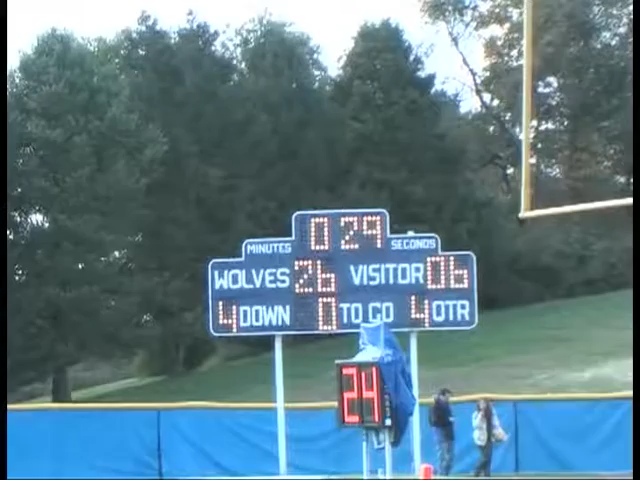 MINUTES 0 29 SECONDS
WOLVES 26 VISITOR 06
4 DOWN 0 TO GO 4 QTR
24